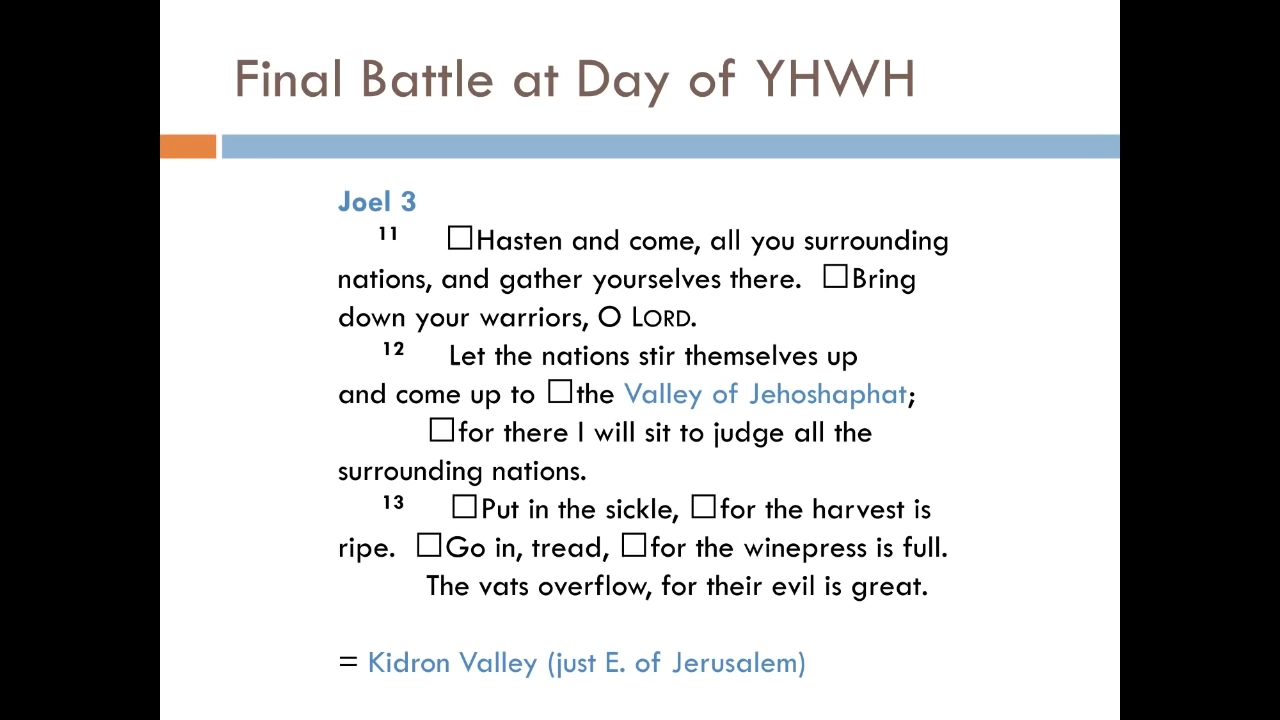 Final Battle at Day of YHWH
Joel 3
11 □Hasten and come, all you surrounding
nations, and gather yourselves there. □Bring
down your warriors, O LORD.
12 Let the nations stir themselves up
and come up to □the Valley of Jehoshaphat;
□for there I will sit to judge all the
surrounding nations.
13 □Put in the sickle, □for the harvest is
ripe. □Go in, tread, □for the winepress is full.
The vats overflow, for their evil is great.
= Kidron Valley (just E. of Jerusalem)